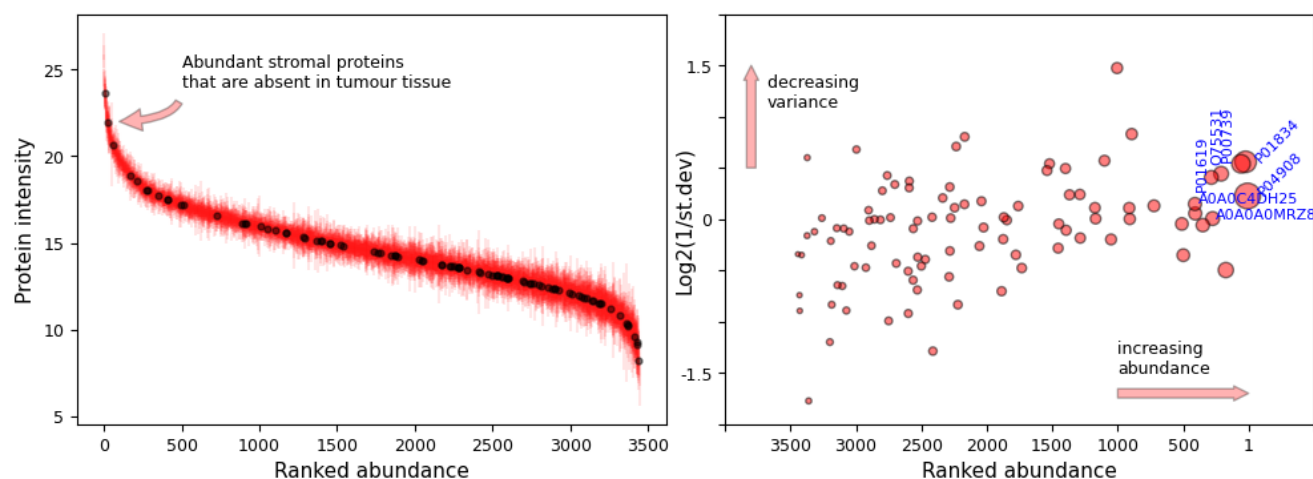 Protein intensity
25
20
15
10
5
Abundant stromal proteins
that are absent in tumour tissue
0
500
1000
1500
2000
2500
3000
3500
Ranked abundance
Log2(1/st.dev)
1.5
0
-1.5
decreasing
variance
P01619
O75531
P00739
P01834
P04908
A0A0C4DH25
A0A0A0MRZ8
increasing
abundance
3500
3000
2500
2000
1500
1000
500
1
Ranked abundance